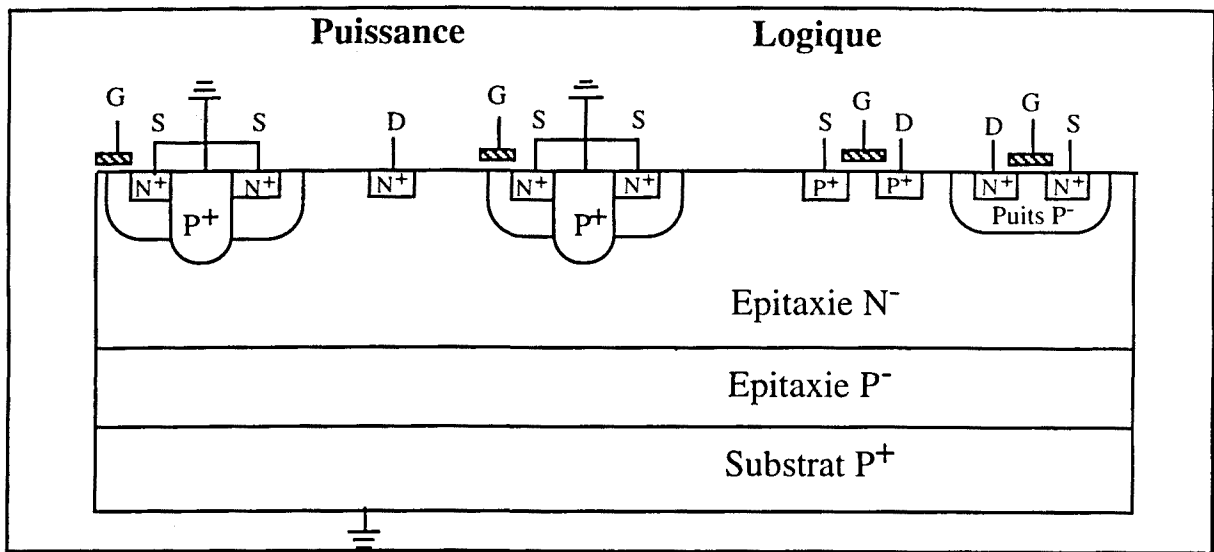 Puissance Logique
G S S D G S S S G D D G S
N+ P+ N+ N+ N+ P+ N+ P+ P+ N+ N+
Puits P-
Epitaxie N-
Epitaxie P-
Substrat P+